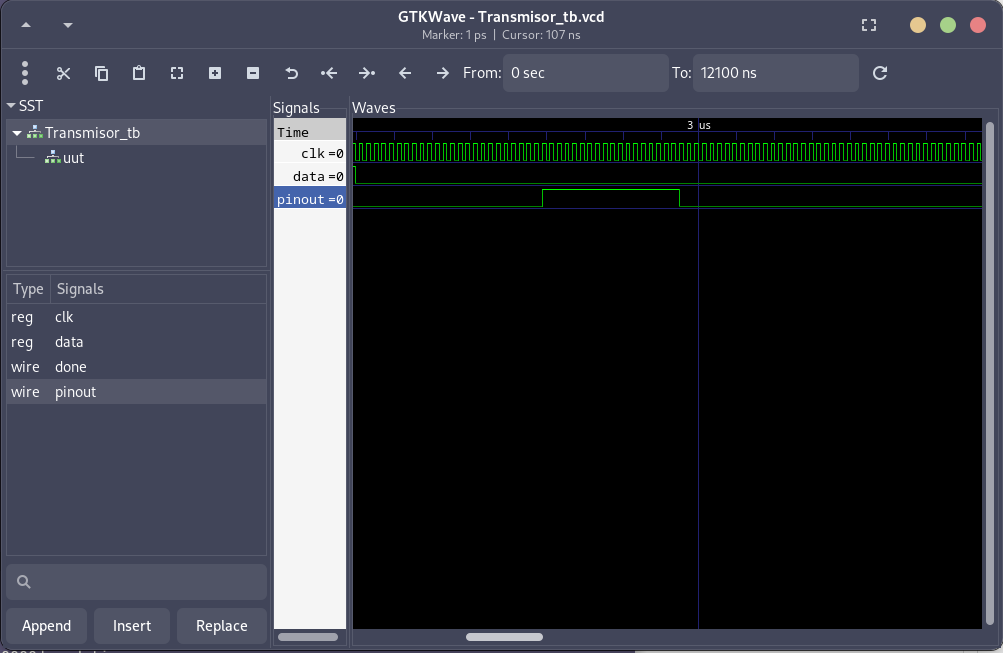 GTKWave - Transmisor_tb.vcd
Marker: 1 ps | Cursor: 107 ns
From: 0 sec To: 12100 ns
SST
Transmisor_tb
uut
Type Signals
reg clk
reg data
wire done
wire pinout
Append Insert Replace
Signals
Time
clk =0
data =0
pinout =0
Waves
3 us